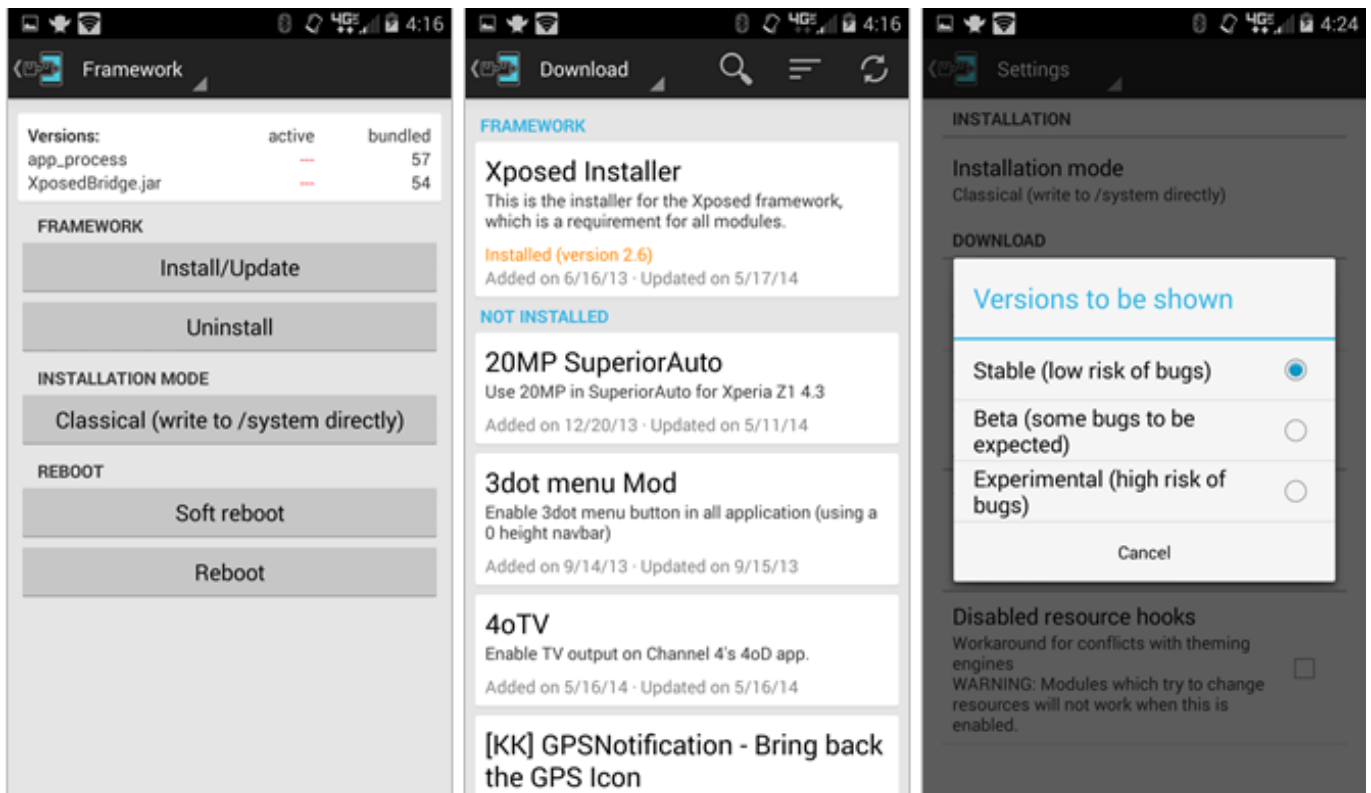 4:16
Framework
Versions: active bundled
app_process --- 57
XposedBridge.jar --- 54
FRAMEWORK
Install/Update
Uninstall
INSTALLATION MODE
Classical (write to /system directly)
REBOOT
Soft reboot
Reboot
4:16
Download
FRAMEWORK
Xposed Installer
This is the installer for the Xposed framework,
which is a requirement for all modules.
Installed (version 2.6)
Added on 6/16/13 · Updated on 5/17/14
NOT INSTALLED
20MP SuperiorAuto
Use 20MP in SuperiorAuto for Xperia Z1 4.3
Added on 12/20/13 · Updated on 5/11/14
3dot menu Mod
Enable 3dot menu button in all application (using a
0 height navbar)
Added on 9/14/13 · Updated on 9/15/13
4oTV
Enable TV output on Channel 4's 4oD app.
Added on 5/16/14 · Updated on 5/16/14
[KK] GPSNotification - Bring back
the GPS Icon
4:24
Settings
INSTALLATION
Installation mode
Classical (write to /system directly)
DOWNLOAD
Versions to be shown
Stable (low risk of bugs)
Beta (some bugs to be
expected)
Experimental (high risk of
bugs)
Cancel
Disabled resource hooks
Workaround for conflicts with theming
engines
WARNING: Modules which try to change
resources will not work when this is
enabled.